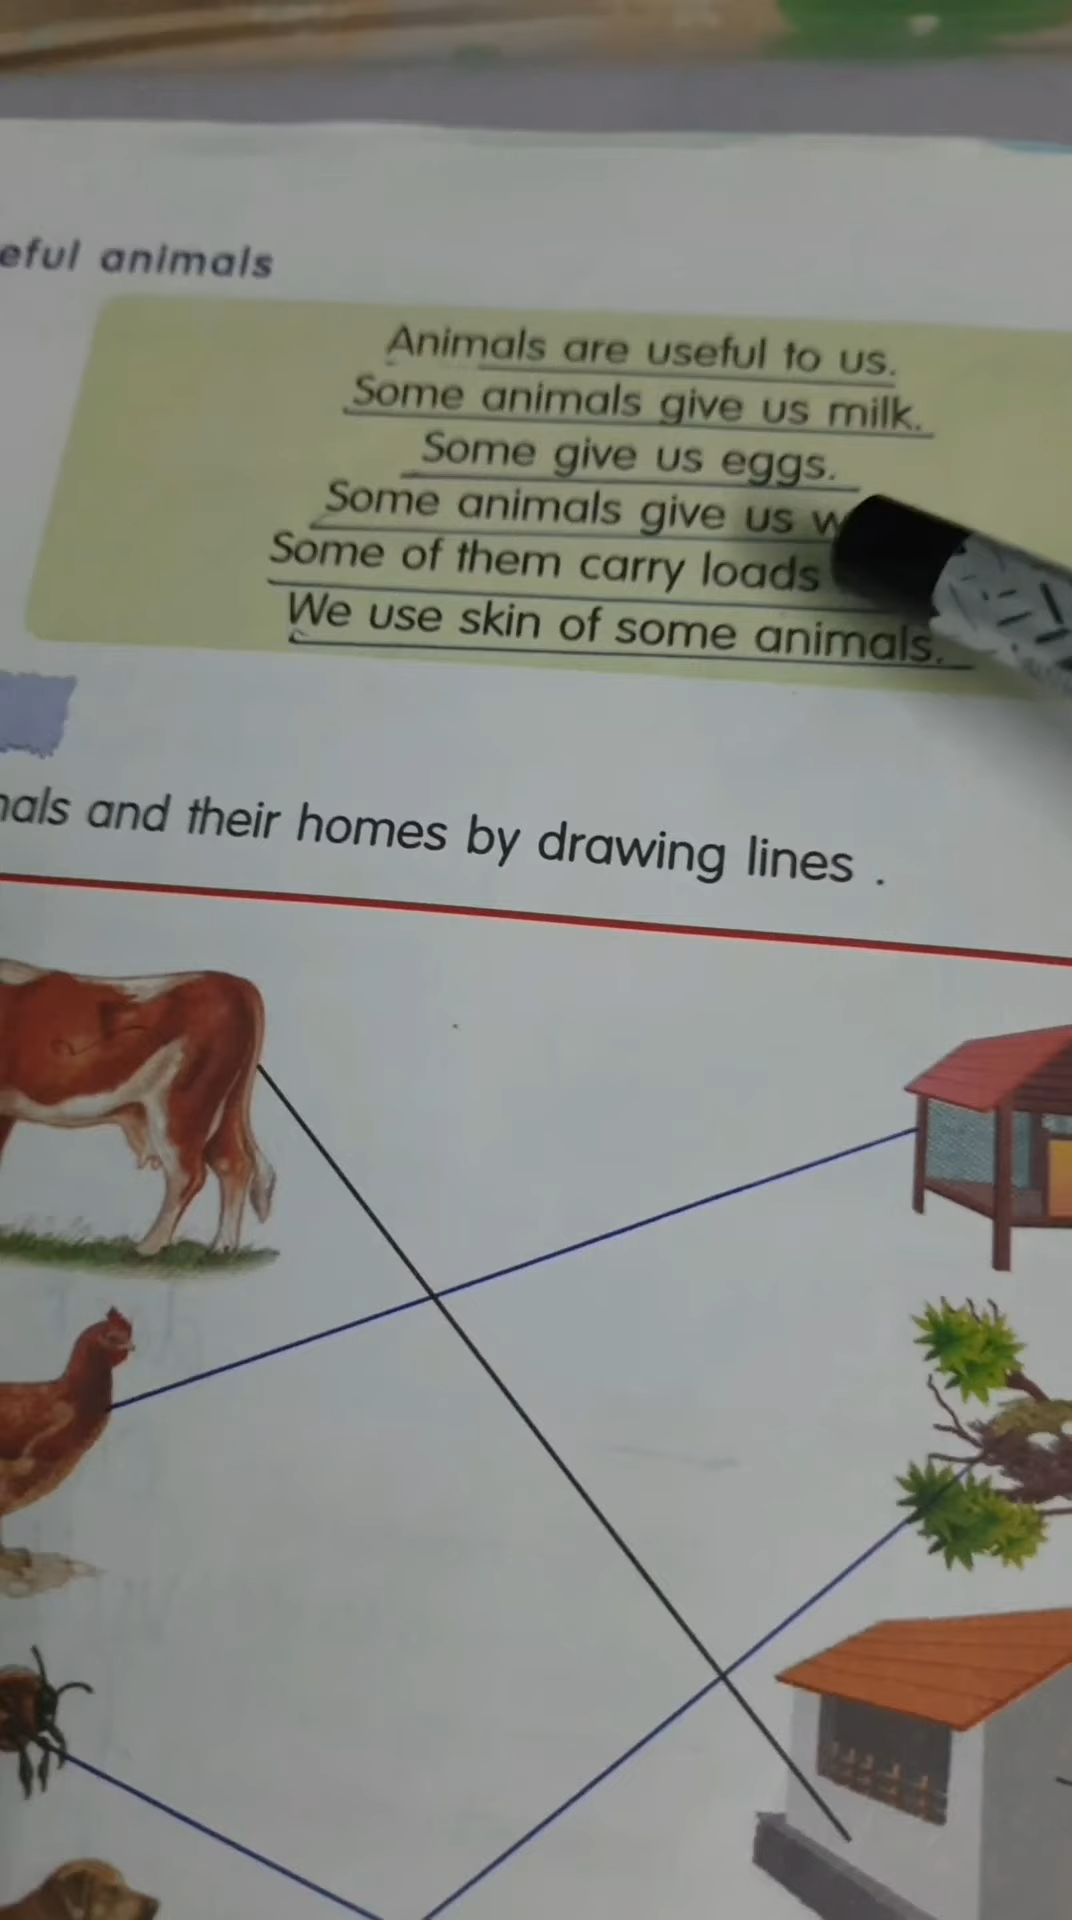 eful animals
Animals are useful to us.
Some animals give us milk.
Some give us eggs.
Some animals give us
Some of them carry loads
We use skin of some animals.
and their homes by drawing lines .